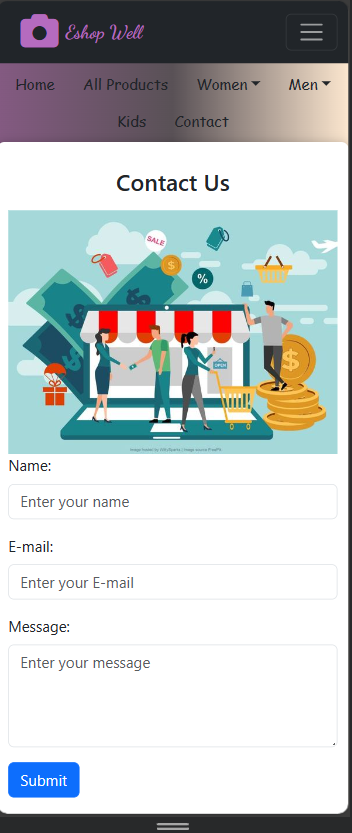 Eshop Well
Home All Products Women Men
Kids Contact
Contact Us
SALE
$
%
OPEN
$
Name:
Enter your name
E-mail:
Enter your E-mail
Message:
Enter your message
Submit